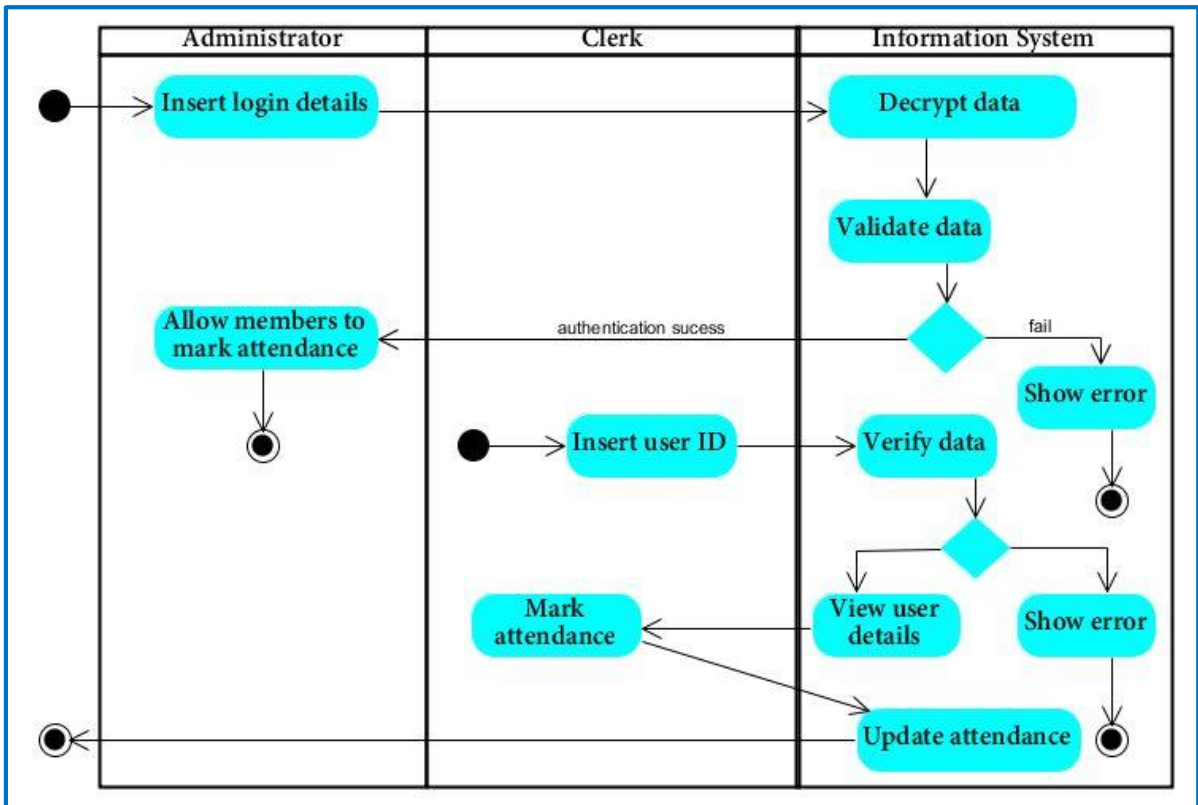 Administrator
Clerk
Information System
Insert login details
Decrypt data
Validate data
Allow members to
mark attendance
authentication sucess
fail
Show error
Insert user ID
Verify data
Mark
attendance
View user
details
Show error
Update attendance